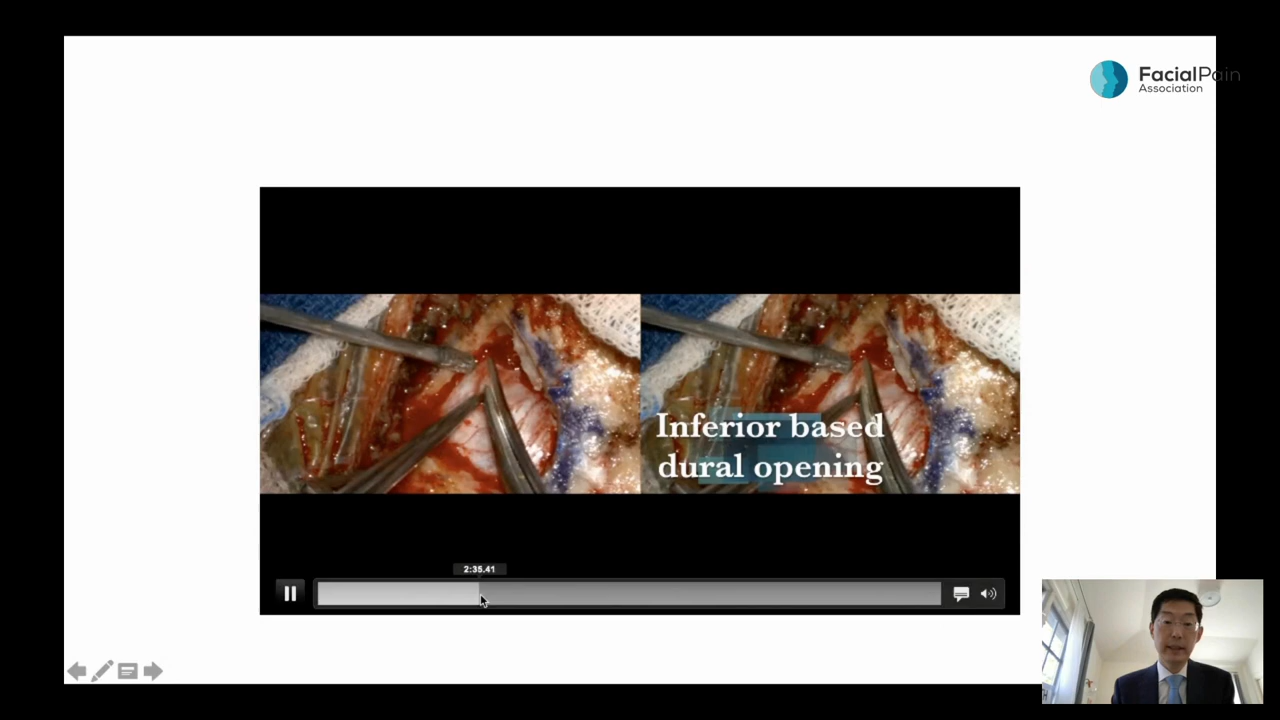 FacialPain
Association
Inferior based
dural opening
2:35.41